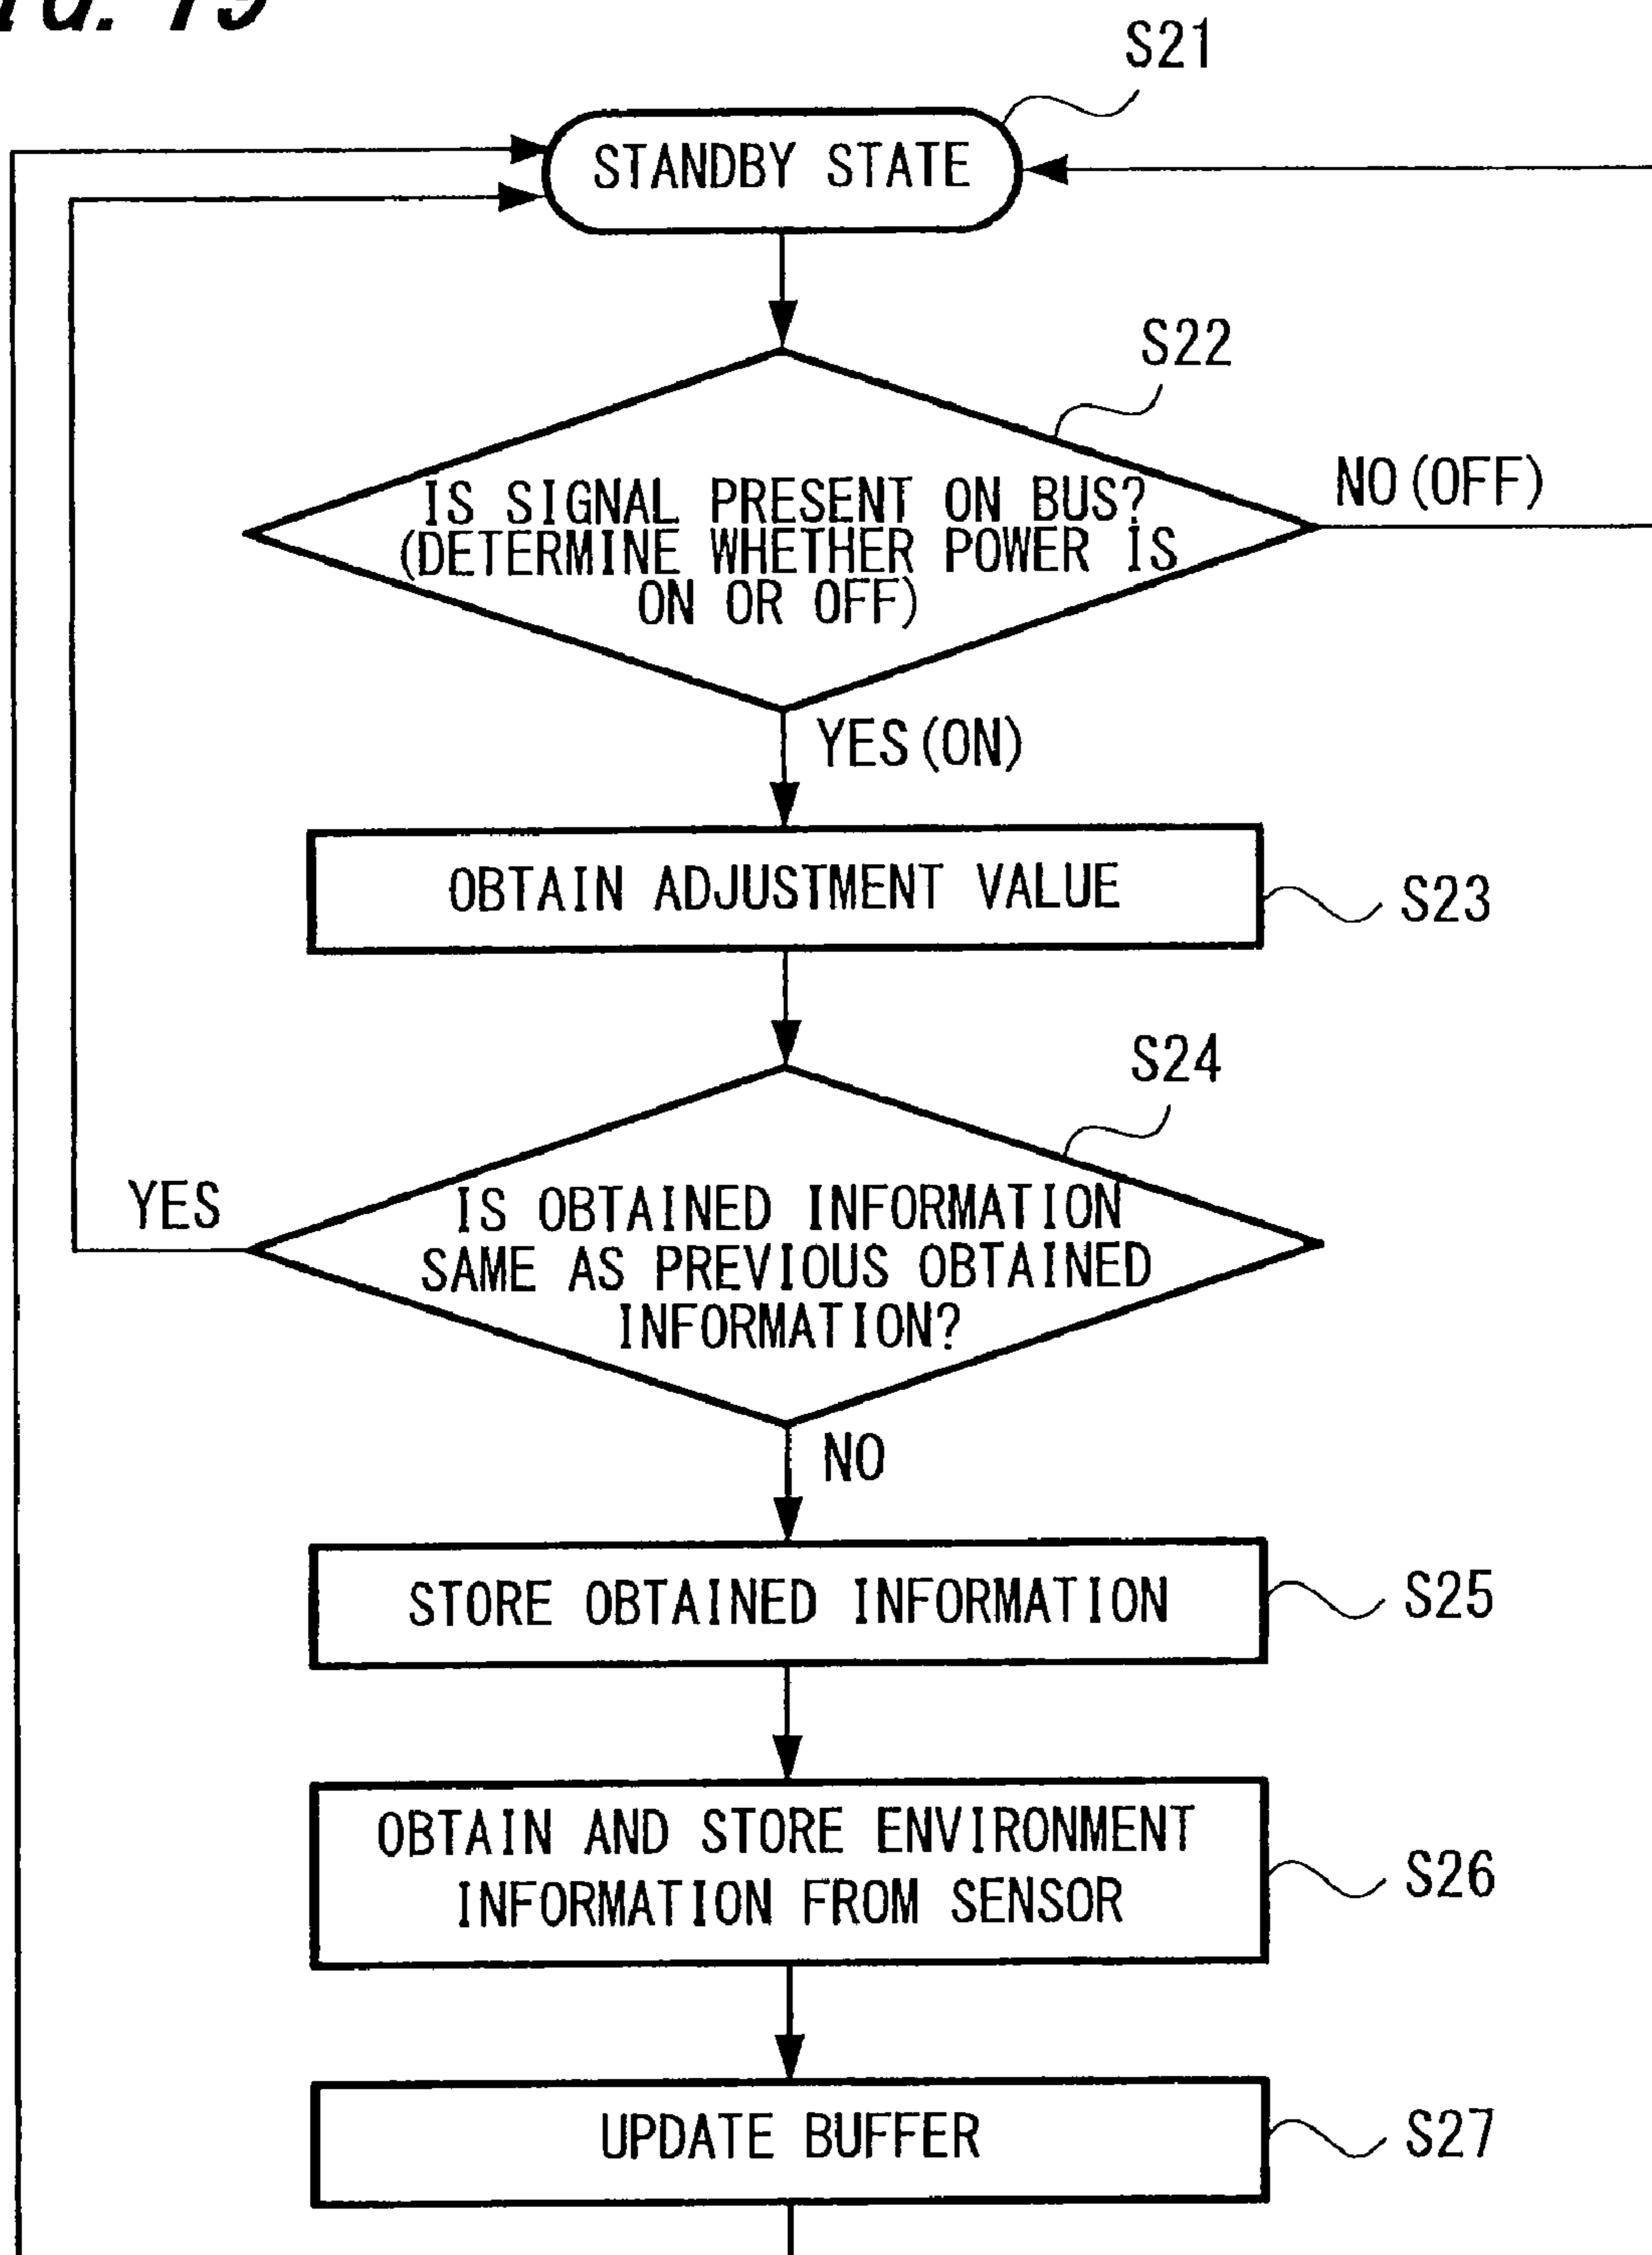 19
S21
STANDBY STATE
S22
IS SIGNAL PRESENT ON BUS?
(DETERMINE WHETHER POWER IS
ON OR OFF)
NO(OFF)
YES(ON)
OBTAIN ADJUSTMENT VALUE
S23
S24
IS OBTAINED INFORMATION
SAME AS PREVIOUS OBTAINED
INFORMATION?
YES
NO
STORE OBTAINED INFORMATION
S25
OBTAIN AND STORE ENVIRONMENT
INFORMATION FROM SENSOR
S26
UPDATE BUFFER
S27